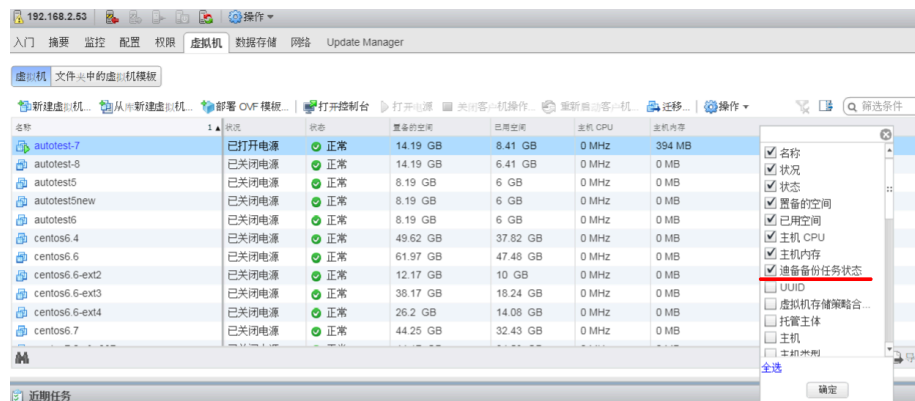 192.168.2.53 操作
入门 摘要 监控 配置 权限 虚拟机 数据存储 网络 Update Manager
虚拟机 文件夹中的虚拟机模板
新建虚拟机... 从库新建虚拟机... 部署 OVF 模板... 打开控制台 打开电源 关闭客户机操作... 重新启动客户机... 迁移... 操作 筛选条件
名称 1 状况 状态 置备的空间 已用空间 主机 CPU 主机内存
autotest-7 已打开电源 正常 14.19 GB 8.41 GB 0 MHz 394 MB
autotest-8 已关闭电源 正常 14.19 GB 6.41 GB 0 MHz 0 MB
autotest5 已关闭电源 正常 8.19 GB 6 GB 0 MHz 0 MB
autotest5new 已关闭电源 正常 8.19 GB 6 GB 0 MHz 0 MB
autotest6 已关闭电源 正常 8.19 GB 6 GB 0 MHz 0 MB
centos6.4 已关闭电源 正常 49.62 GB 37.82 GB 0 MHz 0 MB
centos6.6 已关闭电源 正常 61.97 GB 47.48 GB 0 MHz 0 MB
centos6.6-ext2 已关闭电源 正常 12.17 GB 10 GB 0 MHz 0 MB
centos6.6-ext3 已关闭电源 正常 38.17 GB 18.24 GB 0 MHz 0 MB
centos6.6-ext4 已关闭电源 正常 26.2 GB 14.08 GB 0 MHz 0 MB
centos6.7 已关闭电源 正常 44.25 GB 32.43 GB 0 MHz 0 MB
名称
状况
状态
置备的空间
已用空间
主机 CPU
主机内存
迪备备份任务状态
UUID
虚拟机存储策略合...
托管主体
主机
主机类型
全选
确定
近期任务